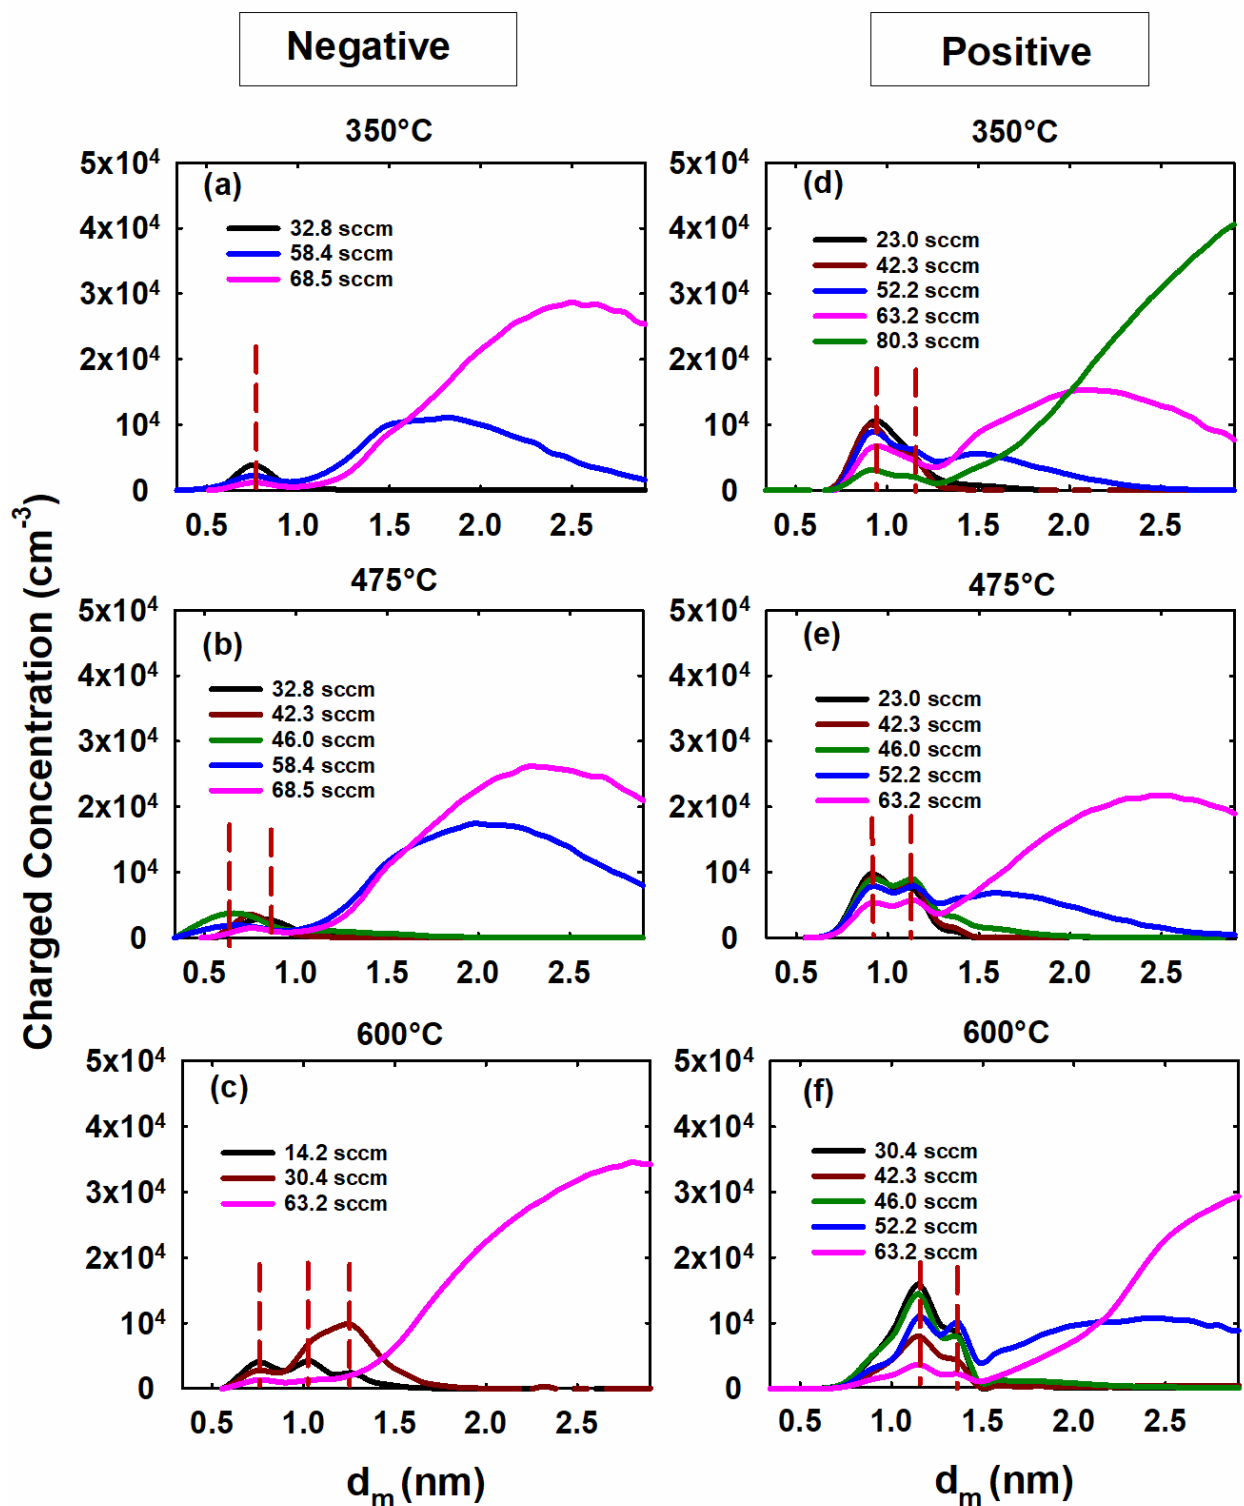 Negative
Positive
Charged Concentration (cm⁻³)
350°C
(a)
5x10⁴
4x10⁴
3x10⁴
2x10⁴
10⁴
0
32.8 sccm
58.4 sccm
68.5 sccm
0.5 1.0 1.5 2.0 2.5
350°C
(d)
5x10⁴
4x10⁴
3x10⁴
2x10⁴
10⁴
0
23.0 sccm
42.3 sccm
52.2 sccm
63.2 sccm
80.3 sccm
0.5 1.0 1.5 2.0 2.5
475°C
(b)
5x10⁴
4x10⁴
3x10⁴
2x10⁴
10⁴
0
32.8 sccm
42.3 sccm
46.0 sccm
58.4 sccm
68.5 sccm
0.5 1.0 1.5 2.0 2.5
475°C
(e)
5x10⁴
4x10⁴
3x10⁴
2x10⁴
10⁴
0
23.0 sccm
42.3 sccm
46.0 sccm
52.2 sccm
63.2 sccm
0.5 1.0 1.5 2.0 2.5
600°C
(c)
5x10⁴
4x10⁴
3x10⁴
2x10⁴
10⁴
0
14.2 sccm
30.4 sccm
63.2 sccm
0.5 1.0 1.5 2.0 2.5
dₘ (nm)
600°C
(f)
5x10⁴
4x10⁴
3x10⁴
2x10⁴
10⁴
0
30.4 sccm
42.3 sccm
46.0 sccm
52.2 sccm
63.2 sccm
0.5 1.0 1.5 2.0 2.5
dₘ (nm)